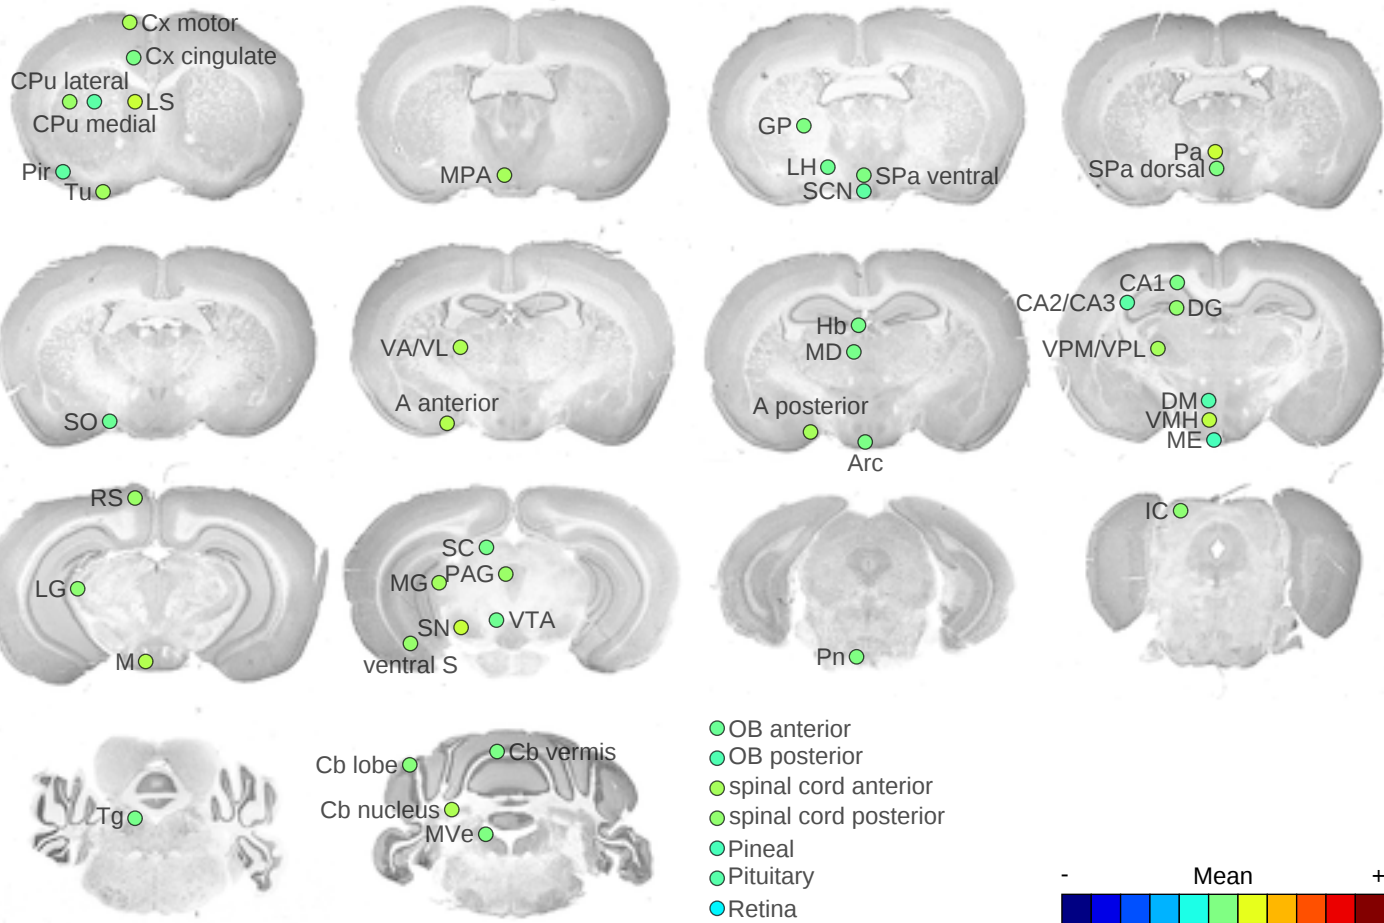 Cx motor
Cx cingulate
CPu lateral
LS
CPu medial
Pir
Tu
MPA
GP
LH
SPa ventral
SCN
Pa
SPa dorsal
SO
VA/VL
A anterior
Hb
MD
A posterior
Arc
CA1
CA2/CA3
DG
VPM/VPL
DM
VMH
ME
RS
LG
M
SC
PAG
MG
SN
VTA
ventral S
Pn
IC
Tg
Cb lobe
Cb vermis
Cb nucleus
MVe
OB anterior
OB posterior
spinal cord anterior
spinal cord posterior
Pineal
Pituitary
Retina
- Mean +